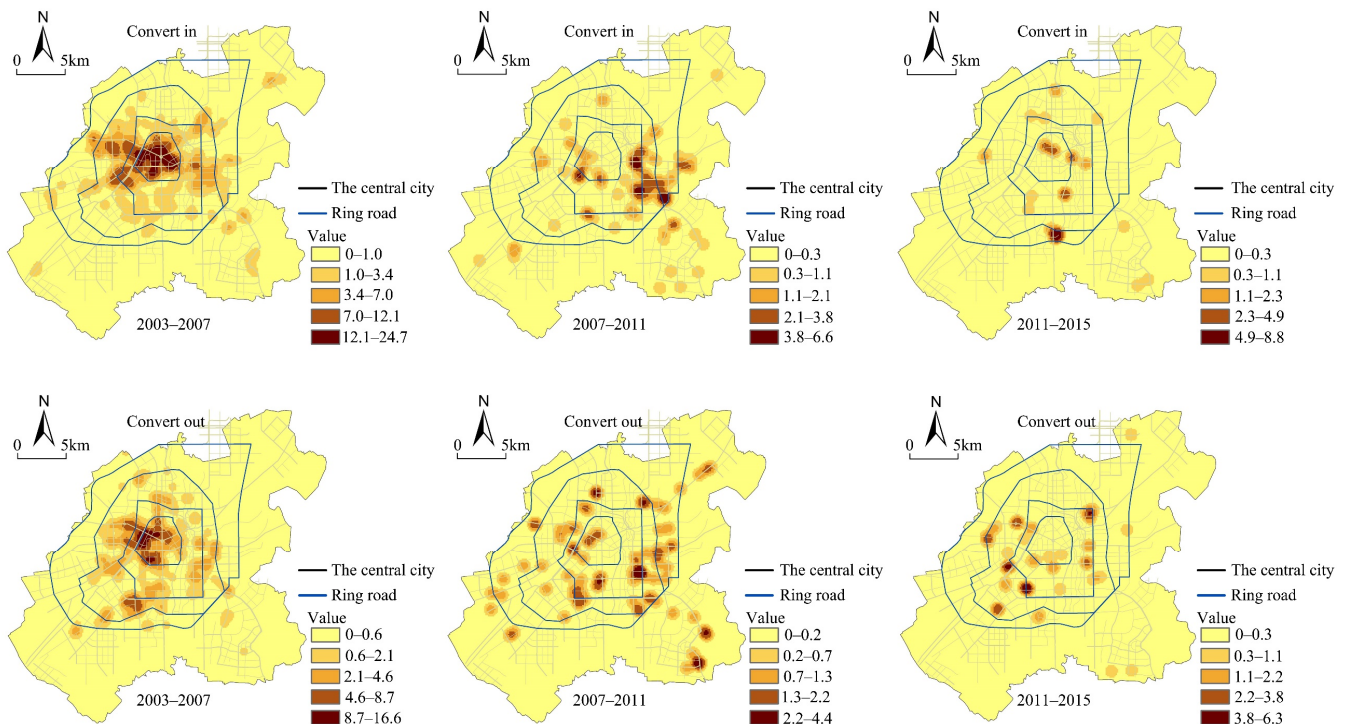 N
Convert in
0 5km
The central city
Ring road
Value
0–1.0
1.0–3.4
3.4–7.0
7.0–12.1
12.1–24.7
2003–2007
N
Convert in
0 5km
The central city
Ring road
Value
0–0.3
0.3–1.1
1.1–2.1
2.1–3.8
3.8–6.6
2007–2011
N
Convert in
0 5km
The central city
Ring road
Value
0–0.3
0.3–1.1
1.1–2.3
2.3–4.9
4.9–8.8
2011–2015
N
Convert out
0 5km
The central city
Ring road
Value
0–0.6
0.6–2.1
2.1–4.6
4.6–8.7
8.7–16.6
2003–2007
N
Convert out
0 5km
The central city
Ring road
Value
0–0.2
0.2–0.7
0.7–1.3
1.3–2.2
2.2–4.4
2007–2011
N
Convert out
0 5km
The central city
Ring road
Value
0–0.3
0.3–1.1
1.1–2.2
2.2–3.8
3.8–6.3
2011–2015